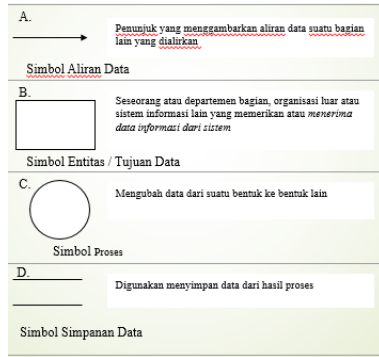 A.
Penunjuk yang menggambarkan aliran data suatu bagian
lain yang dialirkan
Simbol Aliran Data
B.
Seseorang atau departemen bagian, organisasi luar atau
sistem informasi lain yang memerikan atau menerima
data informasi dari sistem
Simbol Entitas / Tujuan Data
C.
Mengubah data dari suatu bentuk ke bentuk lain
Simbol Proses
D.
Digunakan menyimpan data dari hasil proses
Simbol Simpanan Data